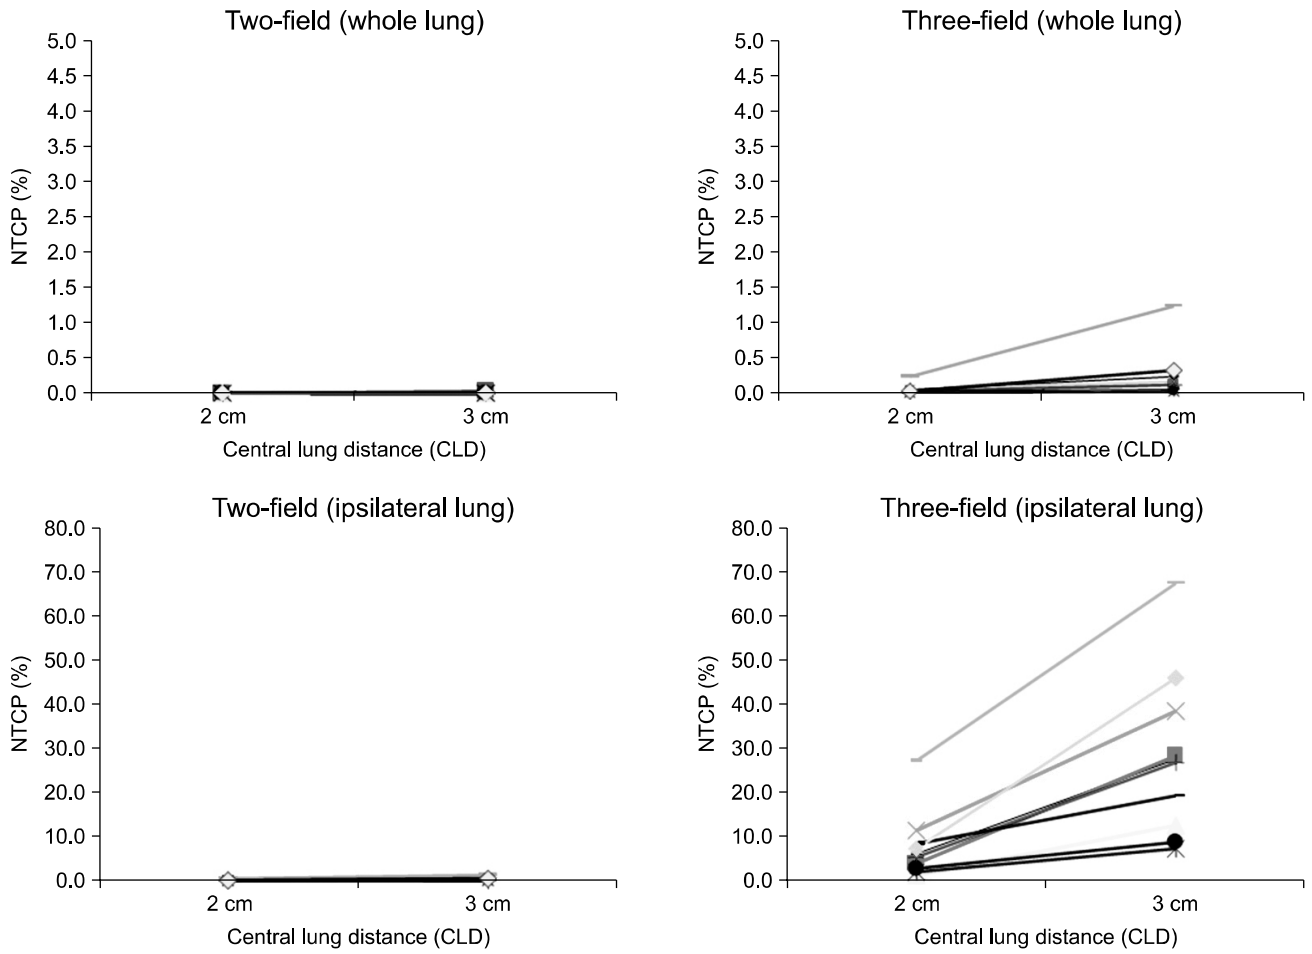 Two-field (whole lung)
5.0
4.5
4.0
3.5
3.0
2.5
2.0
1.5
1.0
0.5
0.0
NTCP (%)
2 cm 3 cm
Central lung distance (CLD)
Three-field (whole lung)
5.0
4.5
4.0
3.5
3.0
2.5
2.0
1.5
1.0
0.5
0.0
NTCP (%)
2 cm 3 cm
Central lung distance (CLD)
Two-field (ipsilateral lung)
80.0
70.0
60.0
50.0
40.0
30.0
20.0
10.0
0.0
NTCP (%)
2 cm 3 cm
Central lung distance (CLD)
Three-field (ipsilateral lung)
80.0
70.0
60.0
50.0
40.0
30.0
20.0
10.0
0.0
NTCP (%)
2 cm 3 cm
Central lung distance (CLD)